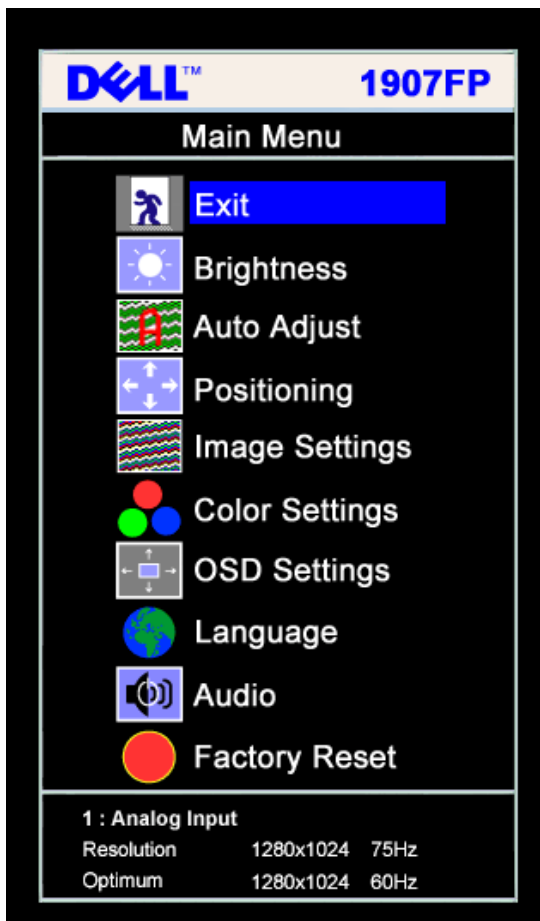 DELL™ 1907FP
Main Menu
Exit
Brightness
A
Auto Adjust
Positioning
Image Settings
Color Settings
OSD Settings
Language
Audio
Factory Reset
1 : Analog Input
Resolution 1280x1024 75Hz
Optimum 1280x1024 60Hz